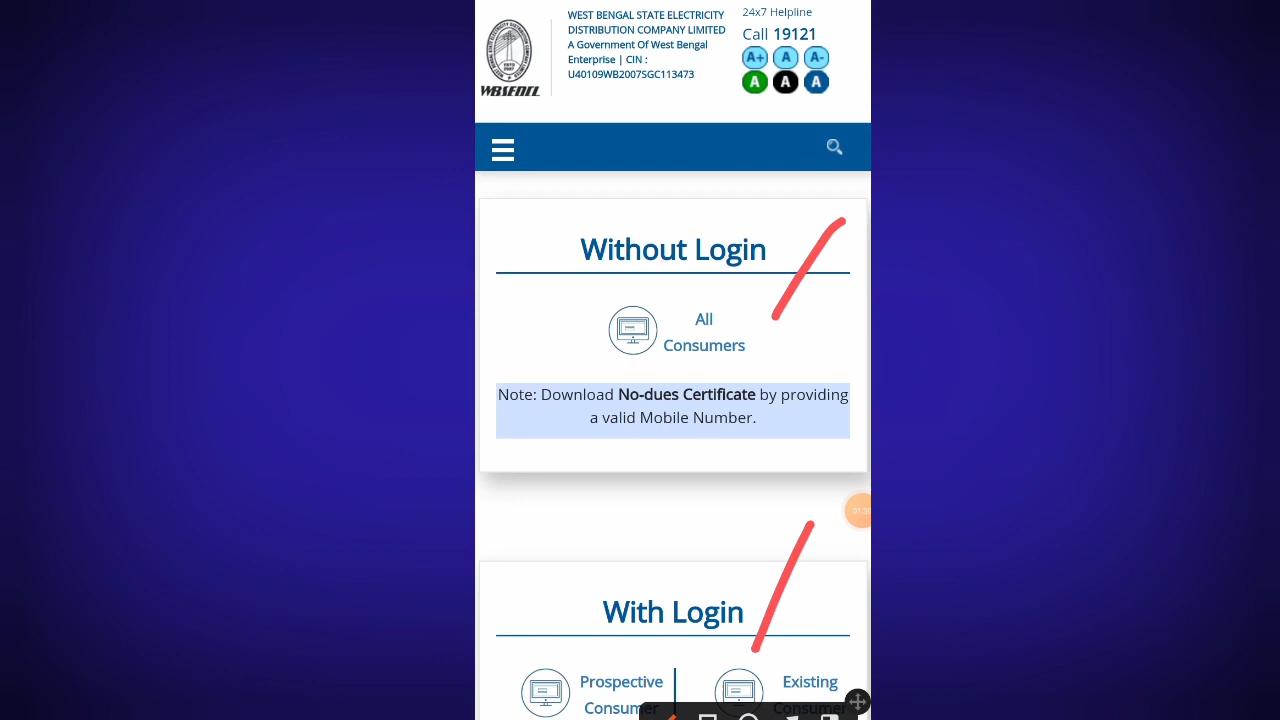 WEST BENGAL STATE ELECTRICITY
DISTRIBUTION COMPANY LIMITED
A Government Of West Bengal
Enterprise | CIN :
U40109WB2007SGC113473
WBSEDCL
24x7 Helpline
Call 19121
A+ A A-
A A A
Without Login
All
Consumers
Note: Download No-dues Certificate by providing
a valid Mobile Number.
With Login
Prospective
Consumer
Existing
Consumer